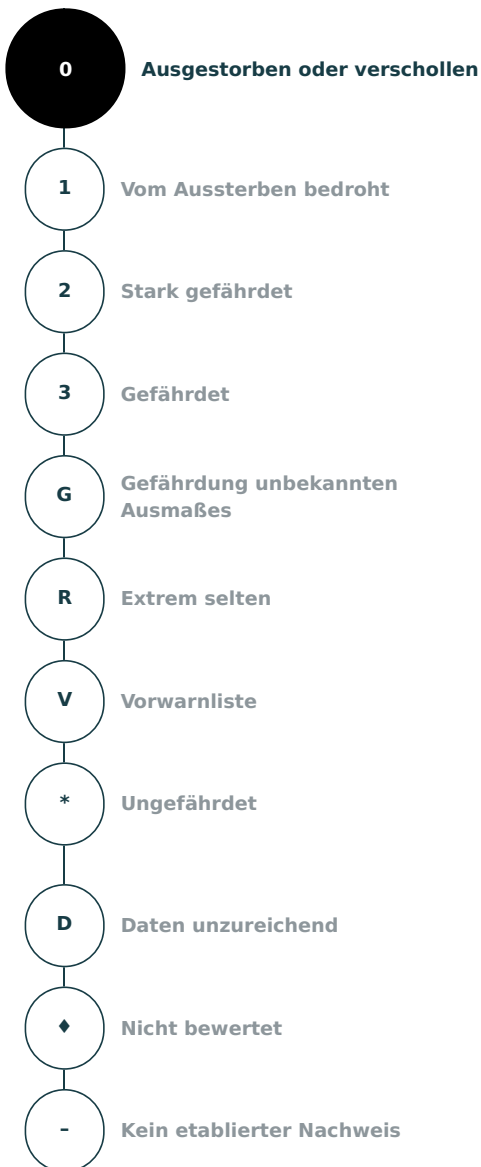 0 Ausgestorben oder verschollen
1 Vom Aussterben bedroht
2 Stark gefährdet
3 Gefährdet
G Gefährdung unbekannten
Ausmaßes
R Extrem selten
V Vorwarnliste
* Ungefährdet
D Daten unzureichend
♦ Nicht bewertet
– Kein etablierter Nachweis